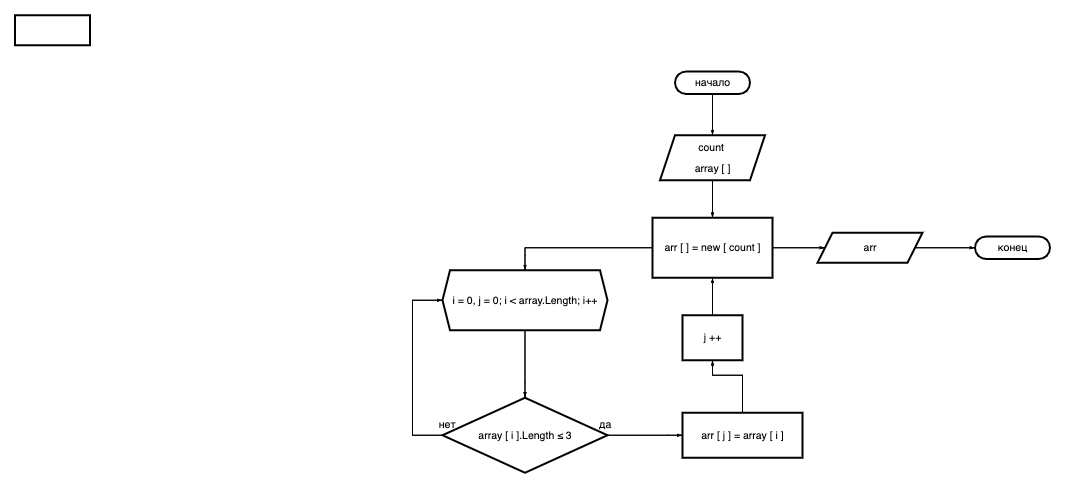 начало
count
array [ ]
arr [ ] = new [ count ]
arr
конец
i = 0, j = 0; i < array.Length; i++
j ++
нет
array [ i ].Length ≤ 3
да
arr [ j ] = array [ i ]